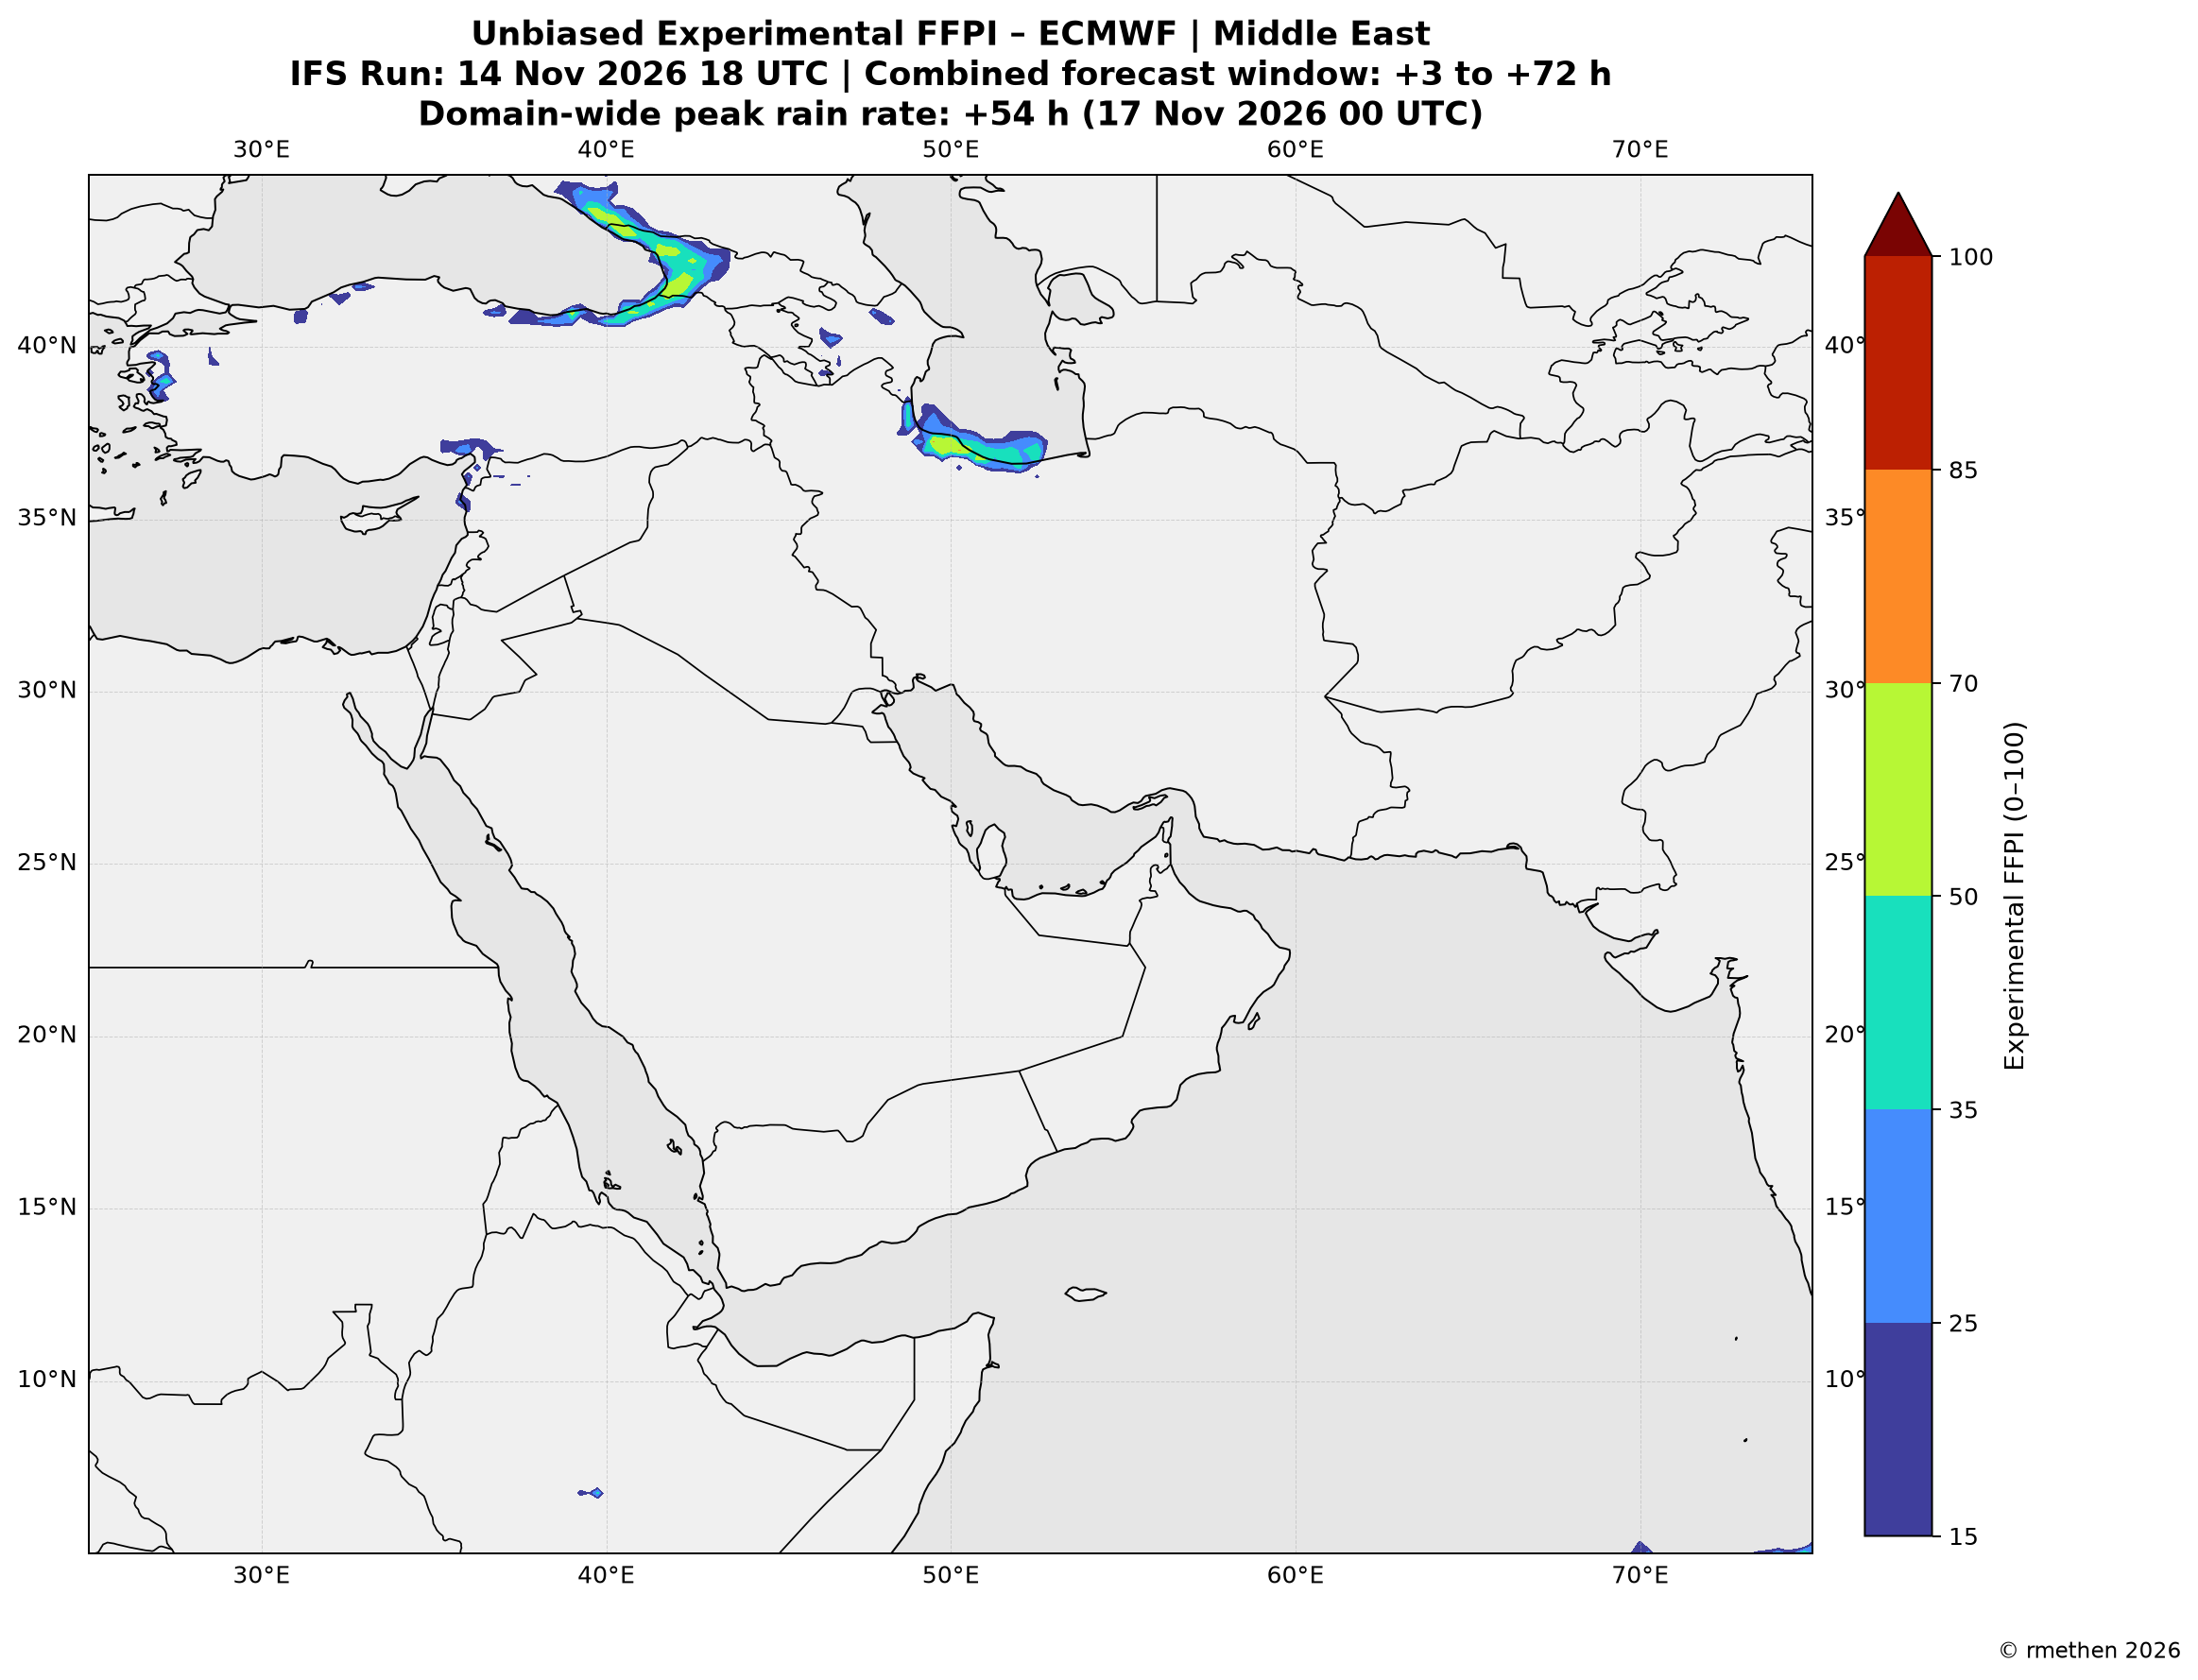 Unbiased Experimental FFPI – ECMWF | Middle East
IFS Run: 14 Nov 2026 18 UTC | Combined forecast window: +3 to +72 h
Domain-wide peak rain rate: +54 h (17 Nov 2026 00 UTC)
30°E 40°E 50°E 60°E 70°E
40°N 40°
35°N 35°
30°N 30°
25°N 25°
20°N 20°
15°N 15°
10°N 10°
30°E 40°E 50°E 60°E 70°E
100
85
70
50
35
25
15
Experimental FFPI (0–100)
© rmethen 2026